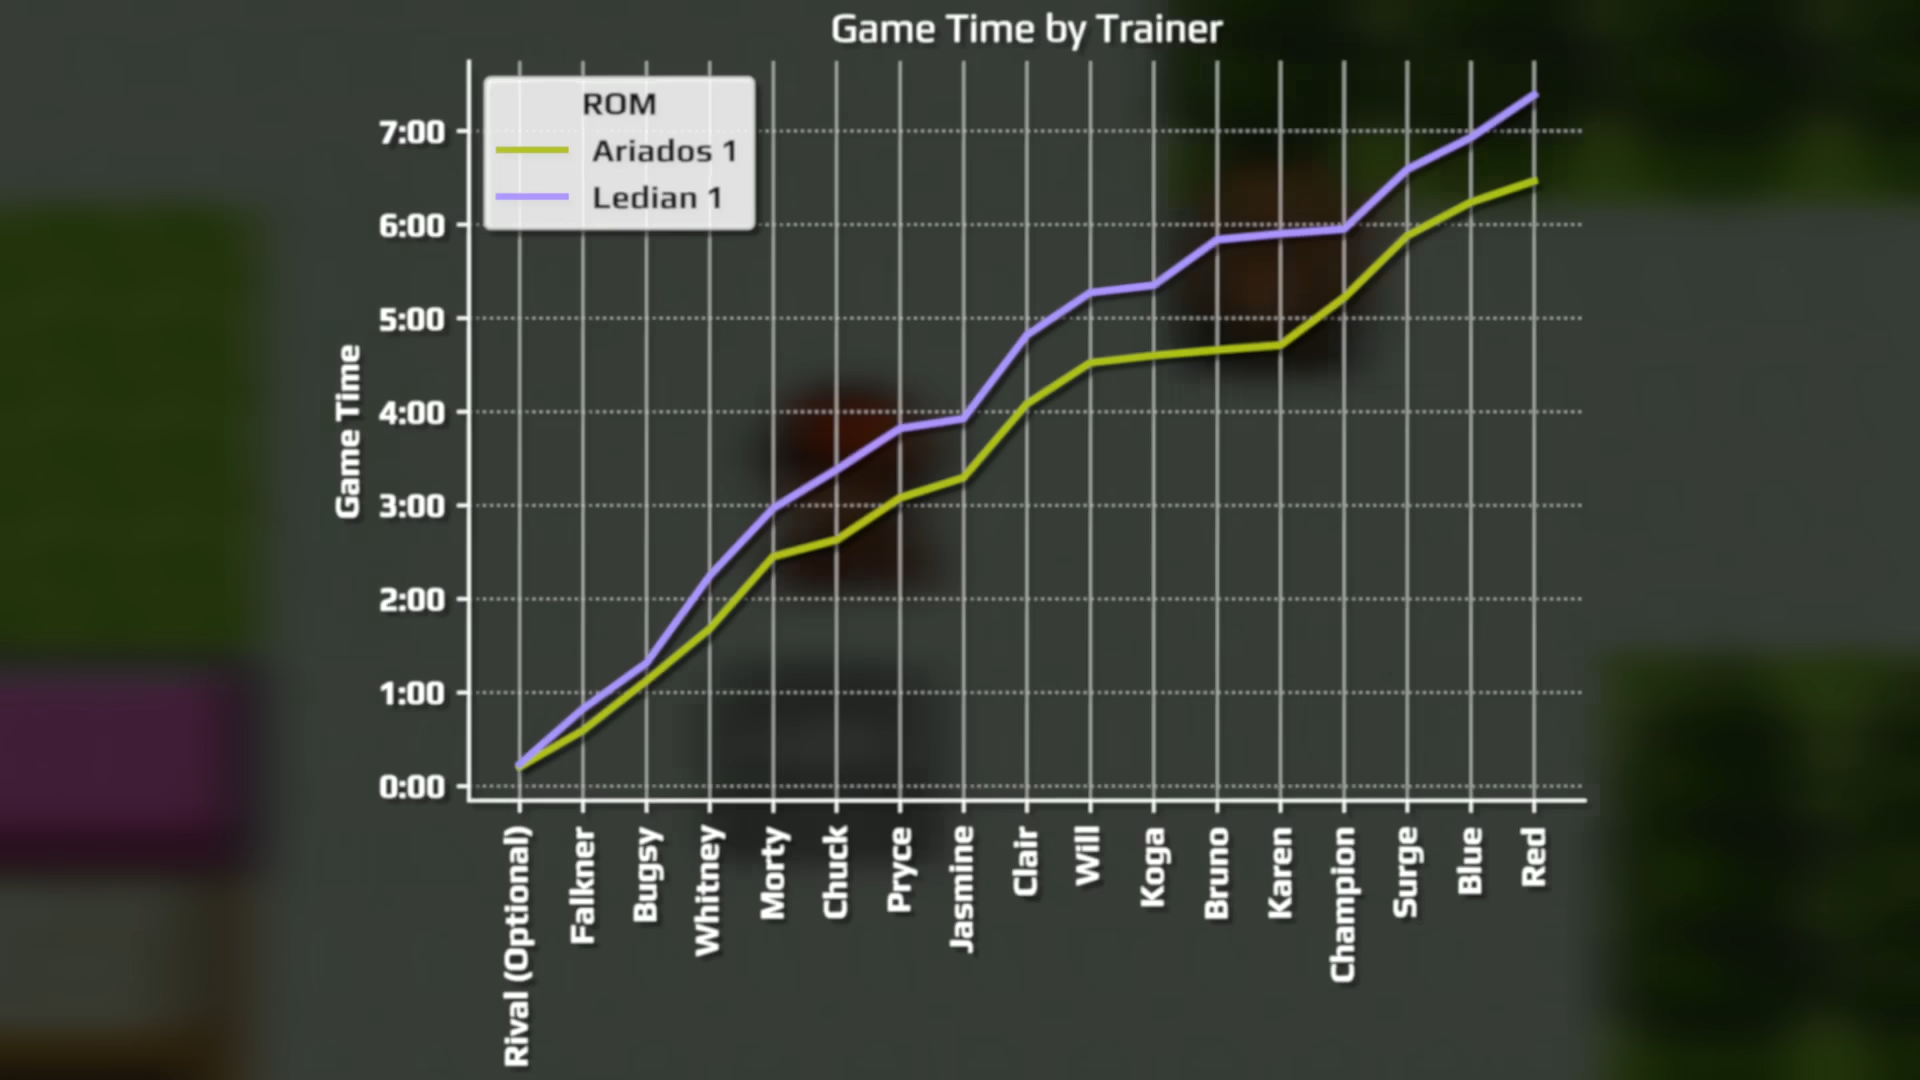 Game Time by Trainer
ROM
Ariados 1
Ledian 1
Game Time
7:00
6:00
5:00
4:00
3:00
2:00
1:00
0:00
Rival (Optional)
Falkner
Bugsy
Whitney
Morty
Chuck
Pryce
Jasmine
Clair
Will
Koga
Bruno
Karen
Champion
Surge
Blue
Red